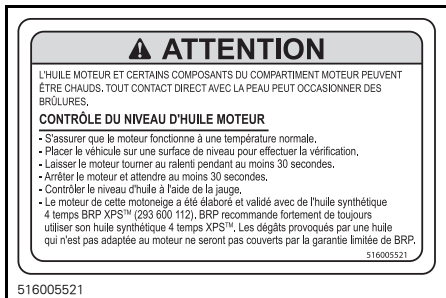 ⚠ ATTENTION
L'HUILE MOTEUR ET CERTAINS COMPOSANTS DU COMPARTIMENT MOTEUR PEUVENT
ÊTRE CHAUDS. TOUT CONTACT DIRECT AVEC LA PEAU PEUT OCCASIONNER DES
BRÛLURES.
CONTRÔLE DU NIVEAU D'HUILE MOTEUR
- S'assurer que le moteur fonctionne à une température normale.
- Placer le véhicule sur une surface de niveau pour effectuer la vérification.
- Laisser le moteur tourner au ralenti pendant au moins 30 secondes.
- Arrêter le moteur et attendre au moins 30 secondes.
- Contrôler le niveau d'huile à l'aide de la jauge.
- Le moteur de cette motoneige a été élaboré et validé avec de l'huile synthétique
4 temps BRP XPS™ (293 600 112). BRP recommande fortement de toujours
utiliser son huile synthétique 4 temps XPS™. Les dégâts provoqués par une huile
qui n'est pas adaptée au moteur ne seront pas couverts par la garantie limitée de BRP.
516005521
516005521